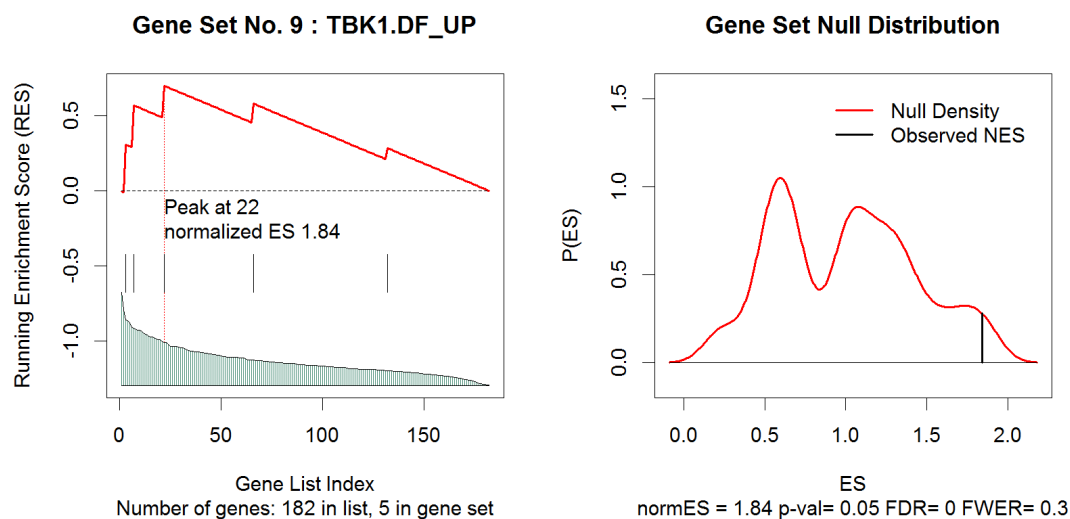 Gene Set No. 9 : TBK1.DF_UP
Running Enrichment Score (RES)
0.5
0.0
-0.5
-1.0
Peak at 22
normalized ES 1.84
0 50 100 150
Gene List Index
Number of genes: 182 in list, 5 in gene set
Gene Set Null Distribution
P(ES)
1.5
1.0
0.5
0.0
Null Density
Observed NES
0.0 0.5 1.0 1.5 2.0
ES
normES = 1.84 p-val= 0.05 FDR= 0 FWER= 0.3